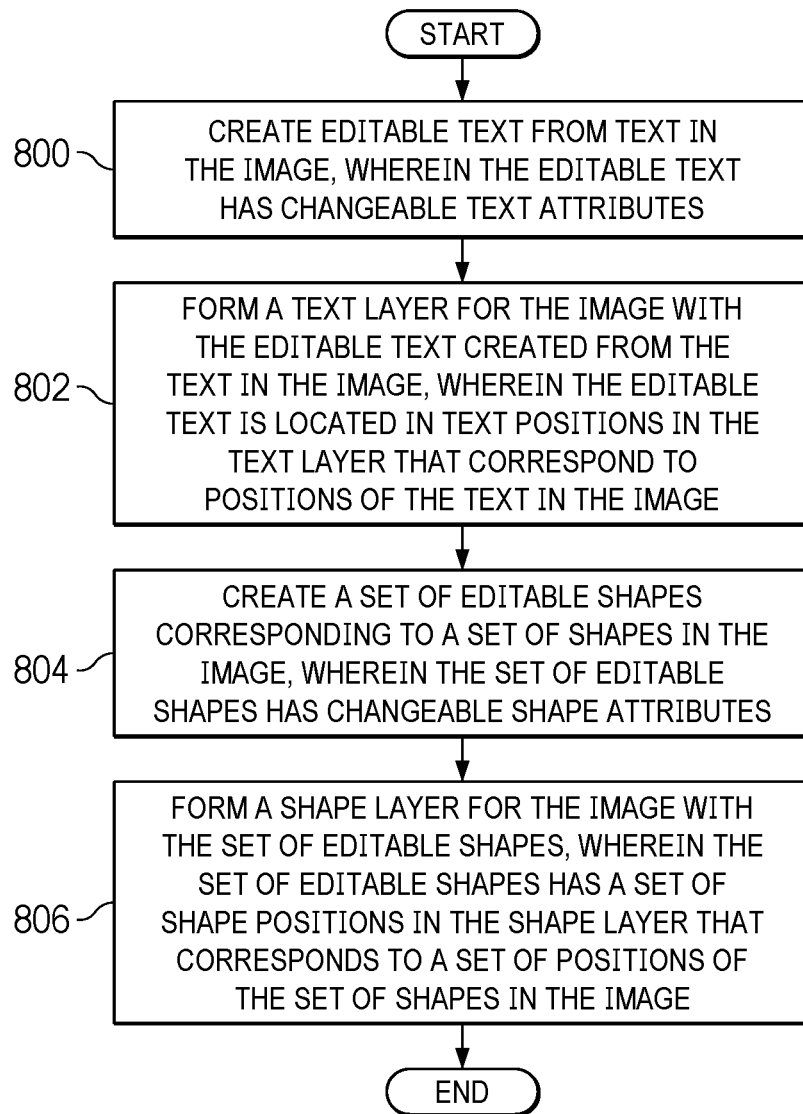 START
800
CREATE EDITABLE TEXT FROM TEXT IN
THE IMAGE, WHEREIN THE EDITABLE TEXT
HAS CHANGEABLE TEXT ATTRIBUTES
802
FORM A TEXT LAYER FOR THE IMAGE WITH
THE EDITABLE TEXT CREATED FROM THE
TEXT IN THE IMAGE, WHEREIN THE EDITABLE
TEXT IS LOCATED IN TEXT POSITIONS IN THE
TEXT LAYER THAT CORRESPOND TO
POSITIONS OF THE TEXT IN THE IMAGE
804
CREATE A SET OF EDITABLE SHAPES
CORRESPONDING TO A SET OF SHAPES IN THE
IMAGE, WHEREIN THE SET OF EDITABLE
SHAPES HAS CHANGEABLE SHAPE ATTRIBUTES
806
FORM A SHAPE LAYER FOR THE IMAGE WITH
THE SET OF EDITABLE SHAPES, WHEREIN THE
SET OF EDITABLE SHAPES HAS A SET OF
SHAPE POSITIONS IN THE SHAPE LAYER THAT
CORRESPONDS TO A SET OF POSITIONS OF
THE SET OF SHAPES IN THE IMAGE
END